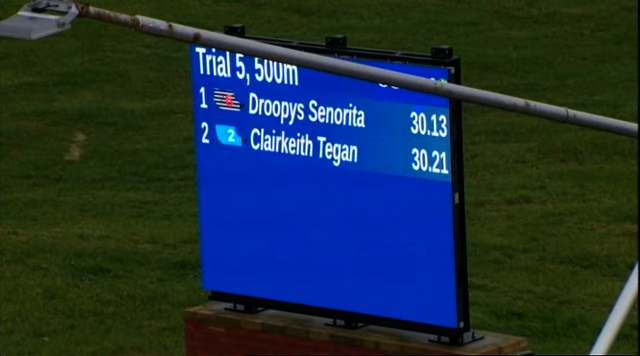 Trial 5, 500m
1 Droopys Senorita 30.13
2 2 Clairkeith Tegan 30.21